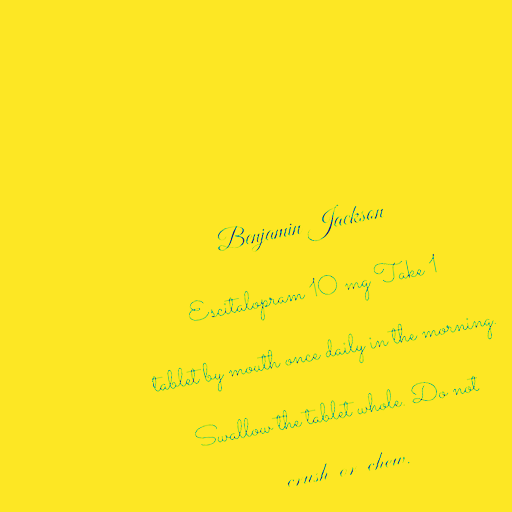 Benjamin Jackson
Escitalopram 10 mg Take 1
tablet by mouth once daily in the morning.
Swallow the tablet whole. Do not
crush or chew.